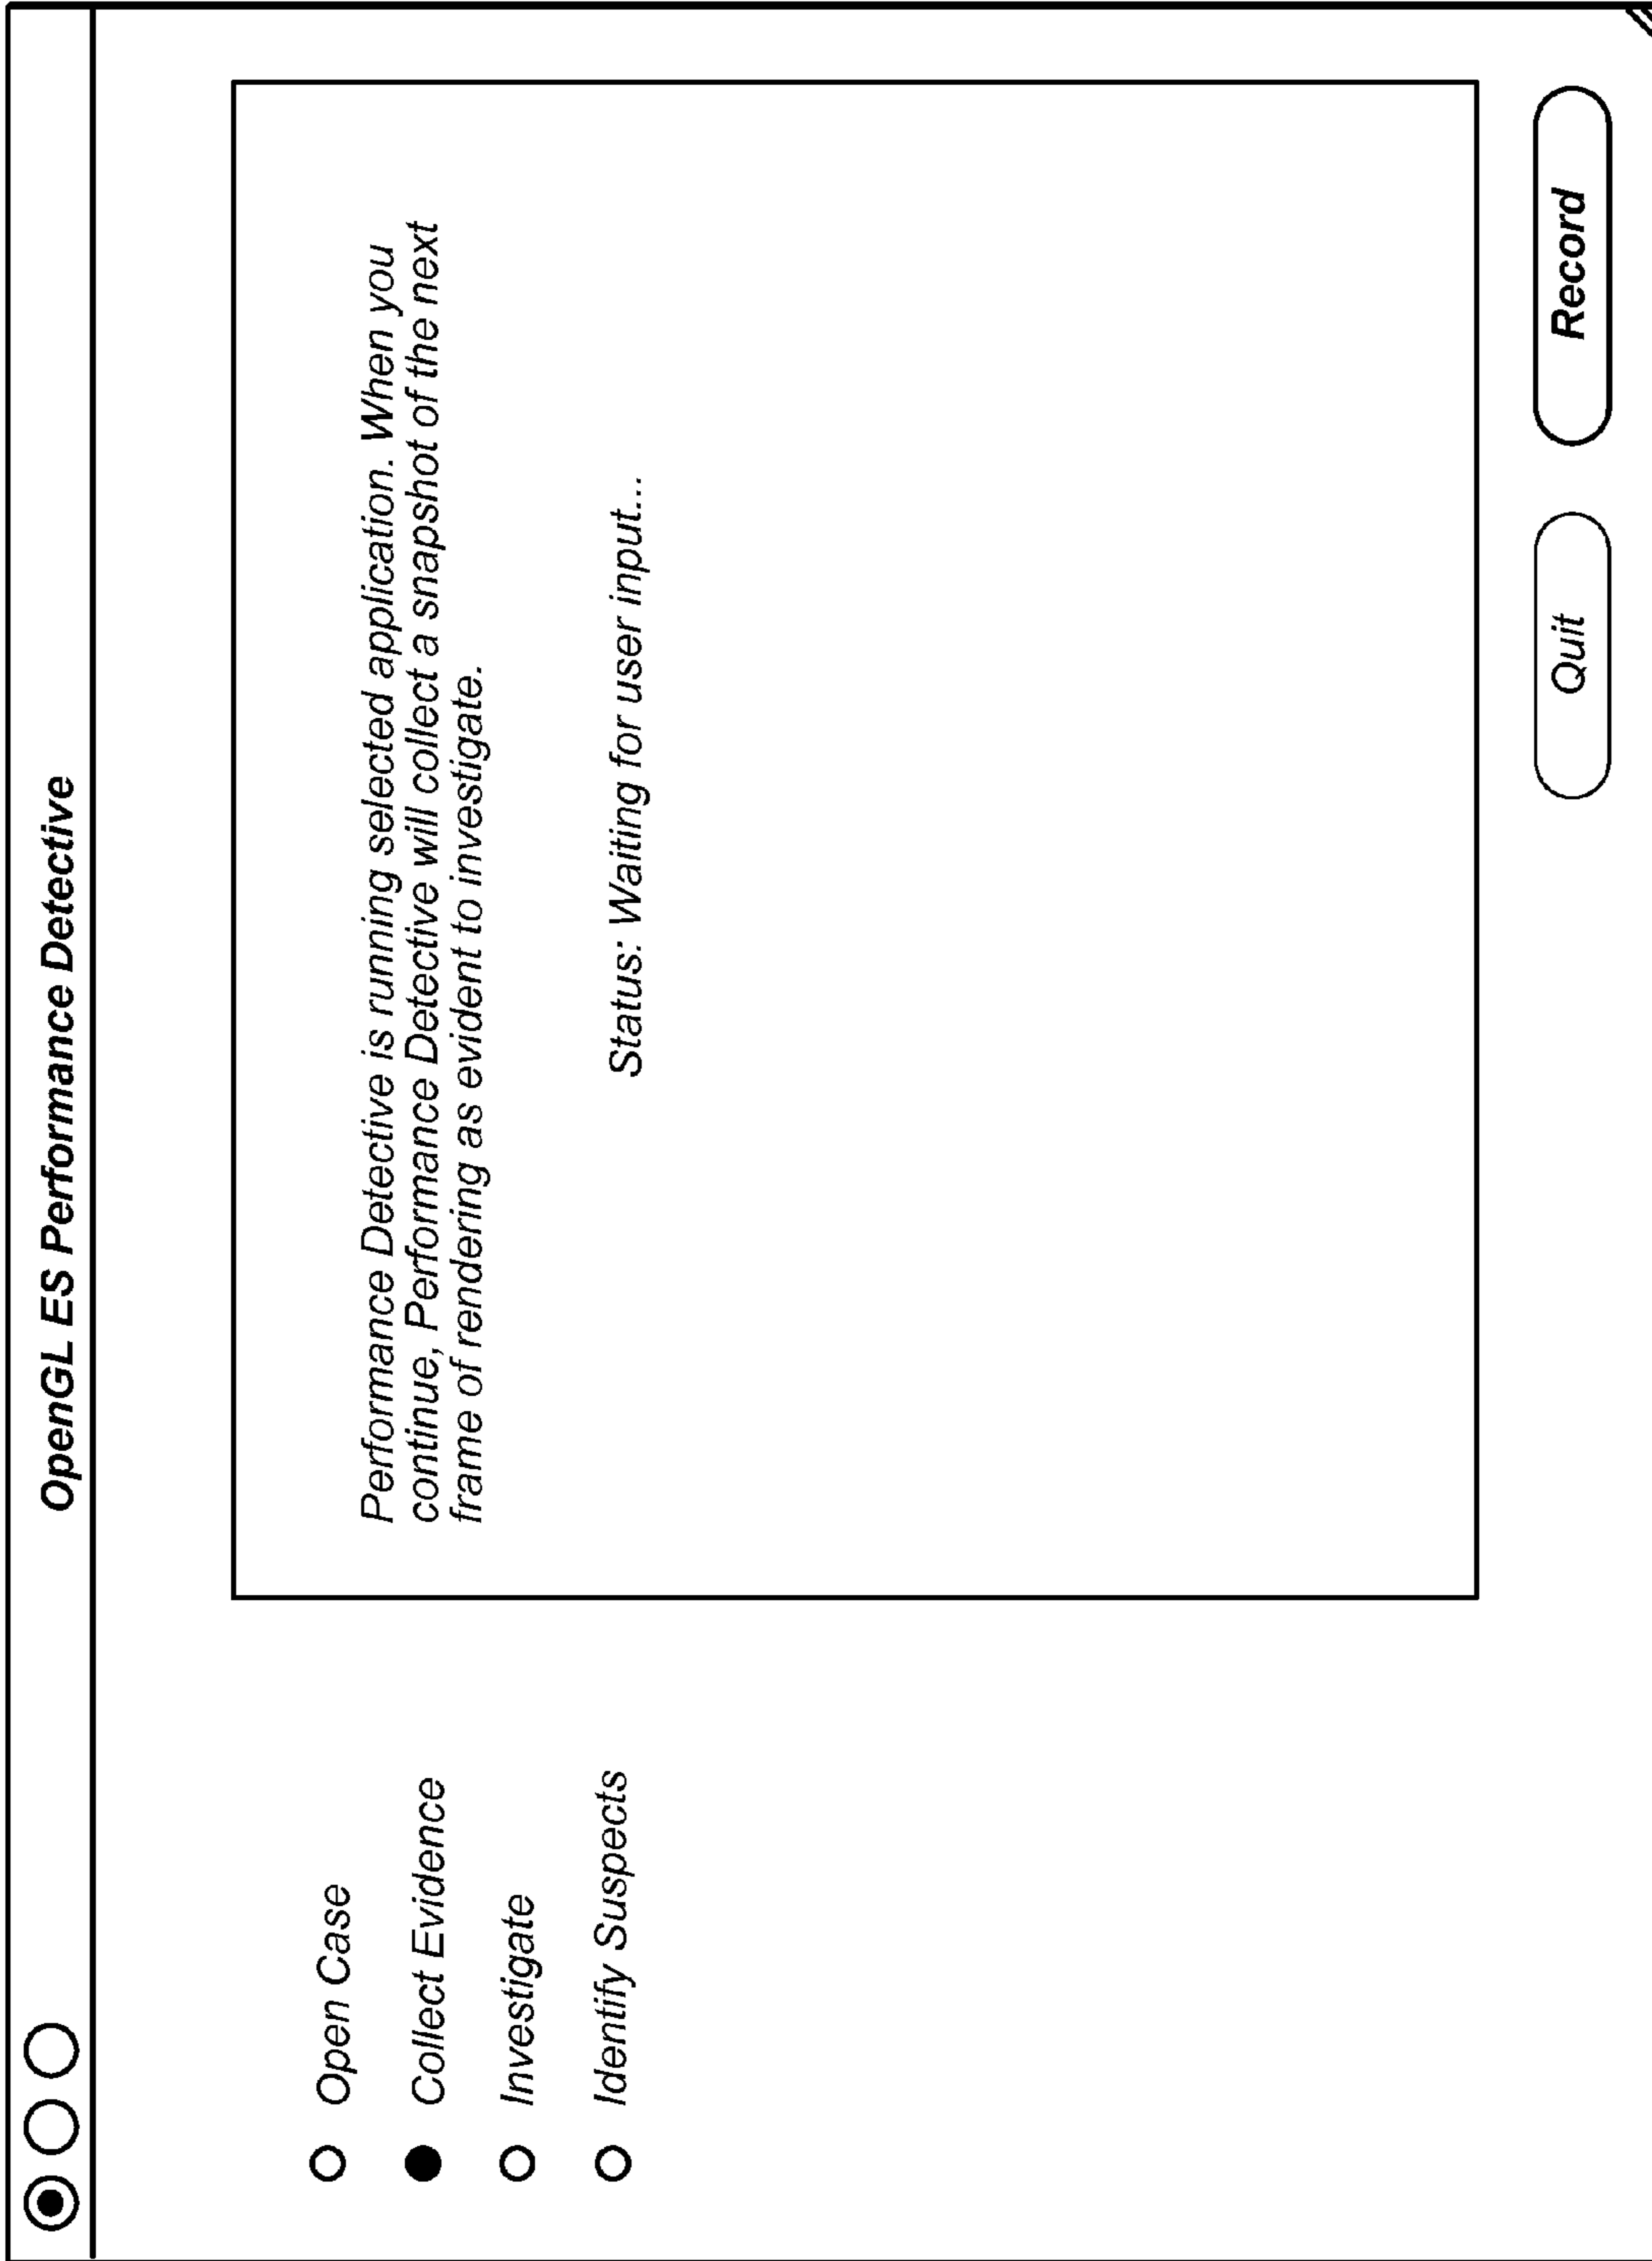 OpenGL ES Performance Detective
Open Case
Collect Evidence
Investigate
Identify Suspects
Performance Detective is running selected application. When you
continue, Performance Detective will collect a snapshot of the next
frame of rendering as evident to investigate.
Status: Waiting for user input...
Quit
Record